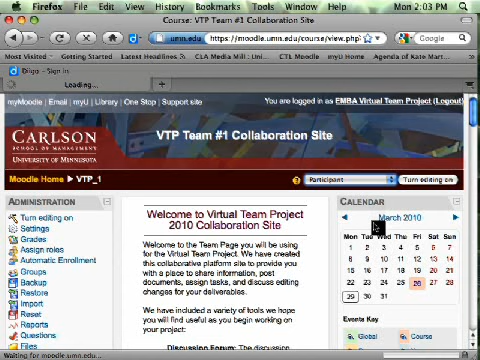 Firefox File Edit View History Bookmarks Tools Window Mon 2:03 PM
Course: VTP Team #1 Collaboration Site
umn.edu https://moodle.umn.edu/course/view.php? Google
Most Visited Getting Started Latest Headlines CLA Media Mill : Un... CTL Moodle myU Home Agenda of Kate Mart...
Diigo - Sign in
Loading...
myMoodle | Email | myU | Library | One Stop | Support site You are logged in as EMBA Virtual Team Project (Logout)
CARLSON
SCHOOL OF MANAGEMENT
UNIVERSITY OF MINNESOTA
VTP Team #1 Collaboration Site
Moodle Home VTP_1 Participant Turn editing on
ADMINISTRATION
Turn editing on
Settings
Grades
Assign roles
Automatic Enrollment
Groups
Backup
Restore
Import
Reset
Reports
Questions
Files
Welcome to Virtual Team Project
2010 Collaboration Site
Welcome to the Team Page you will be
using for the Virtual Team
Project. We have created
this collaborative platform site to provide you
with a place to share information, post
documents, assign tasks, and discuss editing
changes for your deliverables.
We have included a variety of tools we hope
you will find useful as you begin working on
your project:
Discussion Forum: The discussion
CALENDAR
March 2010
Mon Tue Wed Thu Fri Sat Sun
1 2 3 4 5 6 7
8 9 10 11 12 13 14
15 16 17 18 19 20 21
22 23 24 25 26 27 28
29 30 31
Events Key
Global Course
Waiting for moodle.umn.edu...